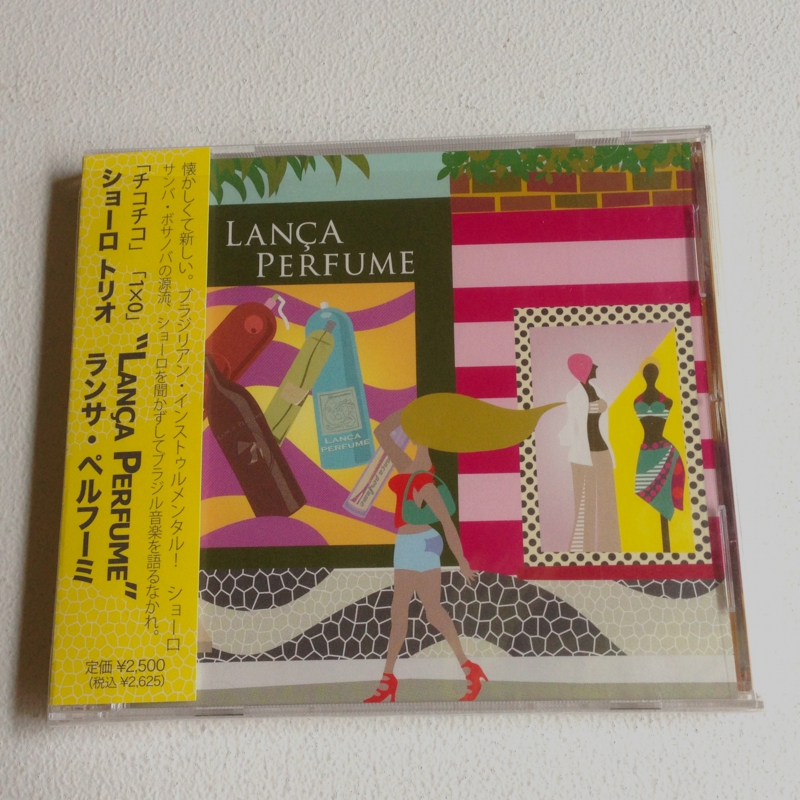 懐かしくて新しい。ブラジリアン・インストゥルメンタル! ショーロ
サンバ・ボサノバの源流。ショーロを聞かずしてブラジル音楽を語るなかれ。
「チコチコ」「1×0」“LANÇA PERFUME”
ショーロ トリオ ランサ・ペルフーミ
定価 ¥2,500
(税込 ¥2,625)
LANÇA
PERFUME
LANÇA
PERFUME